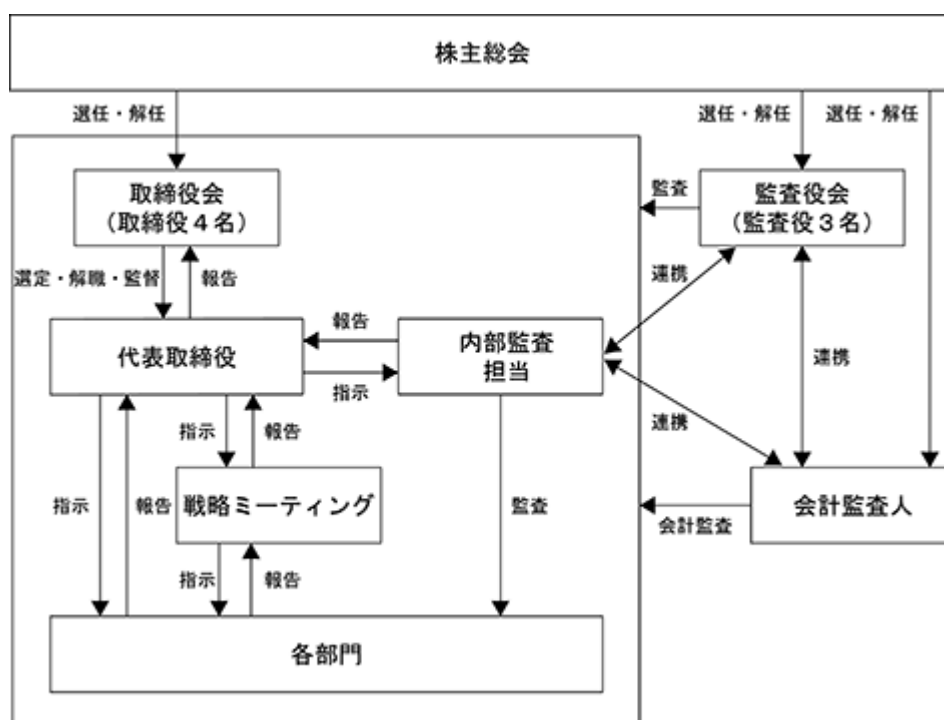 株主総会
選任・解任
選任・解任
選任・解任
取締役会
（取締役４名）
監査
監査役会
（監査役３名）
選定・解職・監督
報告
連携
代表取締役
報告
指示
内部監査
担当
連携
連携
指示
報告
指示
報告
戦略ミーティング
監査
会計監査
会計監査人
指示
報告
各部門